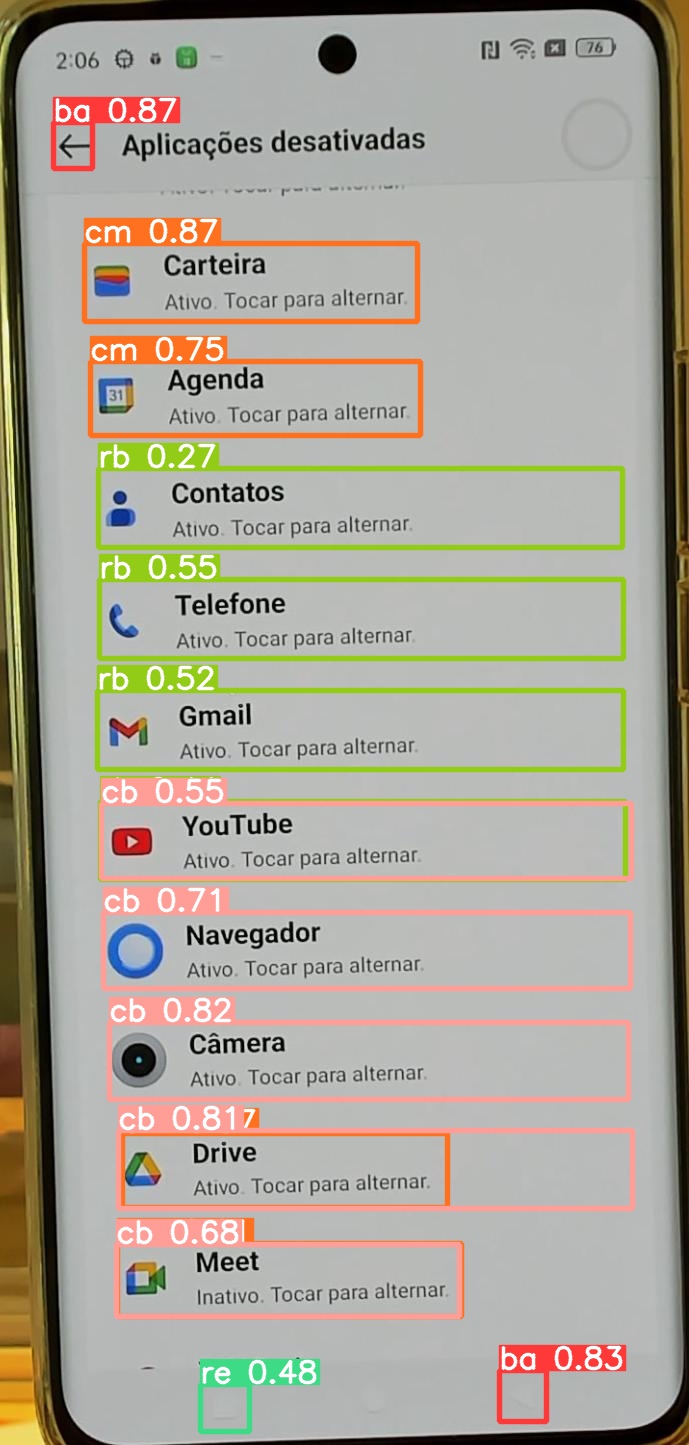 2:06
76
ba 0.87
Aplicações desativadas
cm 0.87
Carteira
Ativo. Tocar para alternar.
cm 0.75
31
Agenda
Ativo. Tocar para alternar.
rb 0.27
Contatos
Ativo. Tocar para alternar.
rb 0.55
Telefone
Ativo. Tocar para alternar.
rb 0.52
Gmail
Ativo. Tocar para alternar.
cb 0.55
YouTube
Ativo. Tocar para alternar.
cb 0.71
Navegador
Ativo. Tocar para alternar.
cb 0.82
Câmera
Ativo. Tocar para alternar.
cb 0.81
Drive
Ativo. Tocar para alternar.
cb 0.68
Meet
Inativo. Tocar para alternar.
re 0.48
ba 0.83